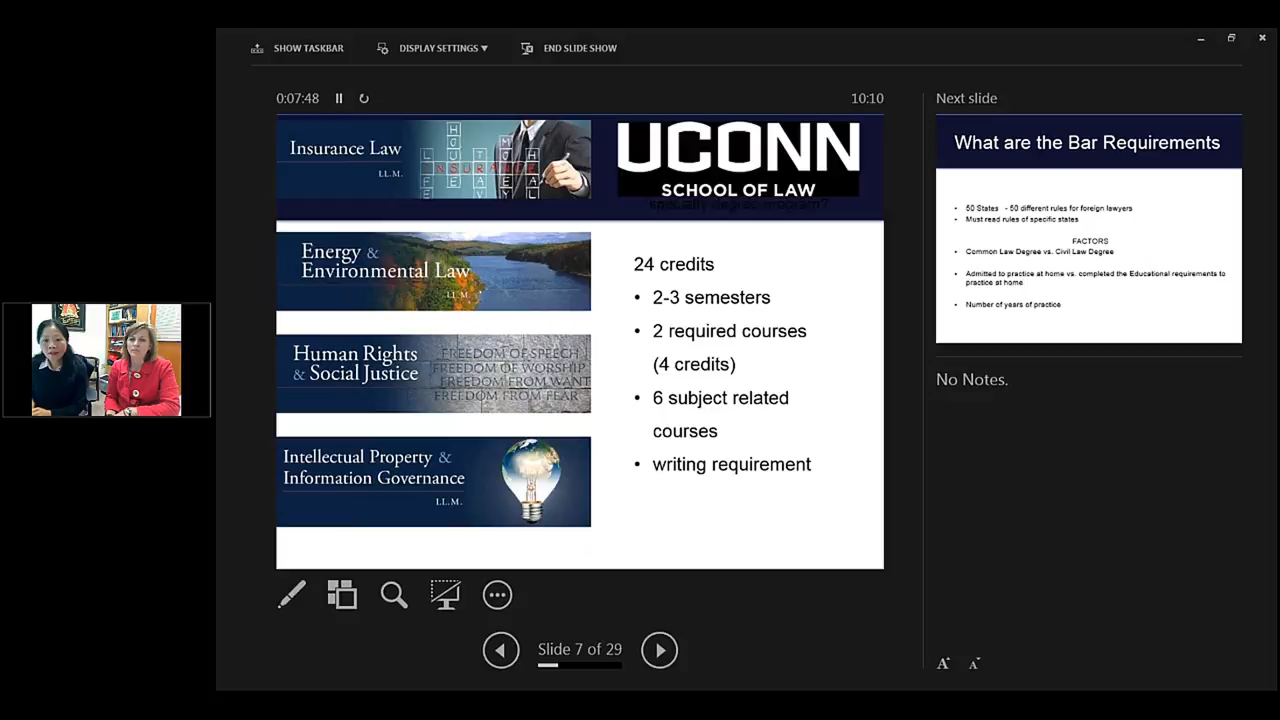 SHOW TASKBAR
DISPLAY SETTINGS ▼
END SLIDE SHOW
0:07:48
10:10
Next slide
Insurance Law
LL.M.
INSURANCE
UCONN
SCHOOL OF LAW
specialty degree program?
Energy &
Environmental Law
LL.M.
24 credits
• 2-3 semesters
• 2 required courses
(4 credits)
• 6 subject related
courses
• writing requirement
Human Rights
& Social Justice
FREEDOM OF SPEECH
FREEDOM OF WORSHIP
FREEDOM FROM WANT
FREEDOM FROM FEAR
Intellectual Property &
Information Governance
LL.M.
What are the Bar Requirements
• 50 States - 50 different rules for foreign lawyers
• Must read rules of specific states
FACTORS
• Common Law Degree vs. Civil Law Degree
• Admitted to practice at home vs. completed the Educational requirements to
practice at home
• Number of years of practice
No Notes.
Slide 7 of 29
A
A